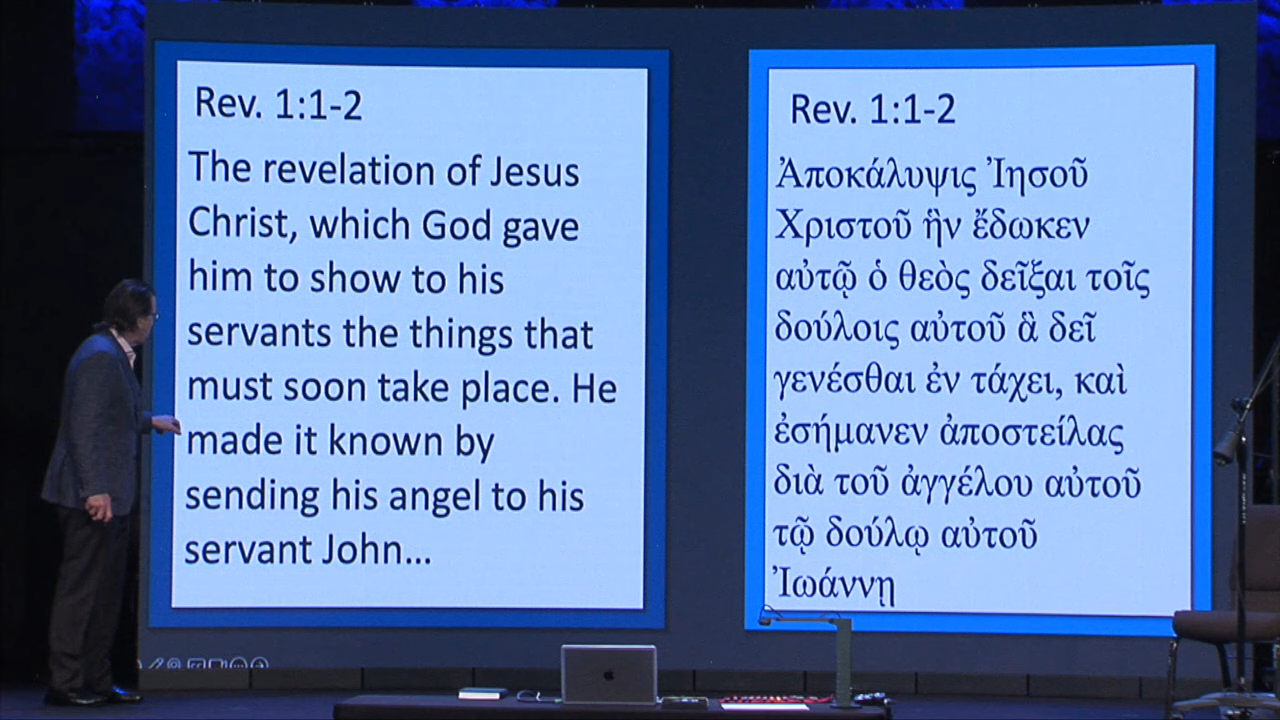 Rev. 1:1-2
The revelation of Jesus
Christ, which God gave
him to show to his
servants the things that
must soon take place. He
made it known by
sending his angel to his
servant John...
Rev. 1:1-2
Ἀποκάλυψις Ἰησοῦ
Χριστοῦ ἣν ἔδωκεν
αὐτῷ ὁ θεὸς δεῖξαι τοῖς
δούλοις αὐτοῦ ἃ δεῖ
γενέσθαι ἐν τάχει, καὶ
ἐσήμανεν ἀποστείλας
διὰ τοῦ ἀγγέλου αὐτοῦ
τῷ δούλῳ αὐτοῦ
Ἰωάννῃ